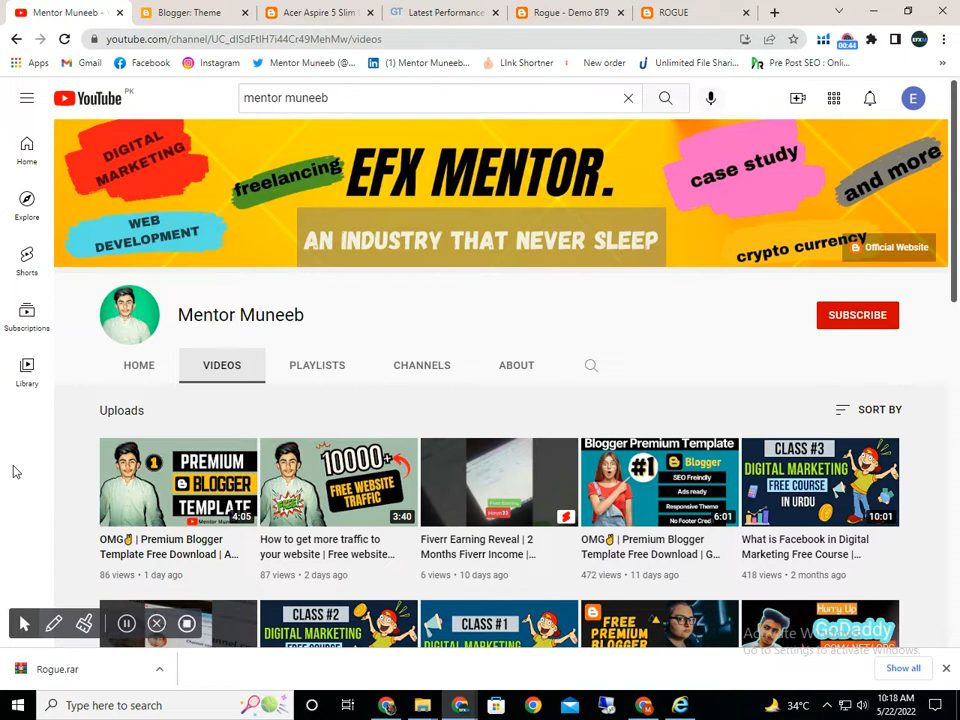 Mentor Muneeb -
Blogger: Theme
Acer Aspire 5 Slim
Latest Performance
Rogue - Demo BT9
ROGUE
youtube.com/channel/UC_dlSdFtlH7i44Cr49MehMw/videos
00:44
EFX
Apps
Gmail
Facebook
Instagram
Mentor Muneeb (@...
(1) Mentor Muneeb...
LInk Shortner
New order
Unlimited File Shari...
Pre Post SEO : Onli...
YouTube PK
mentor muneeb
E
Home
Explore
Shorts
Subscriptions
Library
DIGITAL
MARKETING
freelancing
WEB
DEVELOPMENT
EFX MENTOR.
AN INDUSTRY THAT NEVER SLEEP
case study
and more
crypto currency
Official Website
Mentor Muneeb
SUBSCRIBE
HOME
VIDEOS
PLAYLISTS
CHANNELS
ABOUT
Uploads
SORT BY
1
PREMIUM
BLOGGER
TEMPLATE
Mentor Muneeb
4:05
10000+
FREE!
FREE WEBSITE
TRAFFIC
3:40
Blogger Premium Template
#1
Blogger
SEO Freindly
Ads ready
Responsive Theme
No Footer Cred
6:01
CLASS #3
DIGITAL MARKETING
FREE COURSE
IN URDU
10:01
OMG✌ | Premium Blogger
Template Free Download | A...
86 views • 1 day ago
How to get more traffic to
your website | Free website...
87 views • 2 days ago
Fiverr Earning Reveal | 2
Months Fiverr Income |...
6 views • 10 days ago
OMG✌ | Premium Blogger
Template Free Download | G...
472 views • 11 days ago
What is Facebook in Digital
Marketing Free Course |...
418 views • 2 months ago
CLASS #2
DIGITAL MARKETING
CLASS #1
DIGITAL MARKETING
FREE
PREMIUM
Hurry Up
GoDaddy
Activate Windows
Go to Settings to activate Windows.
Rogue.rar
Show all
Type here to search
34°C
10:18 AM
5/22/2022